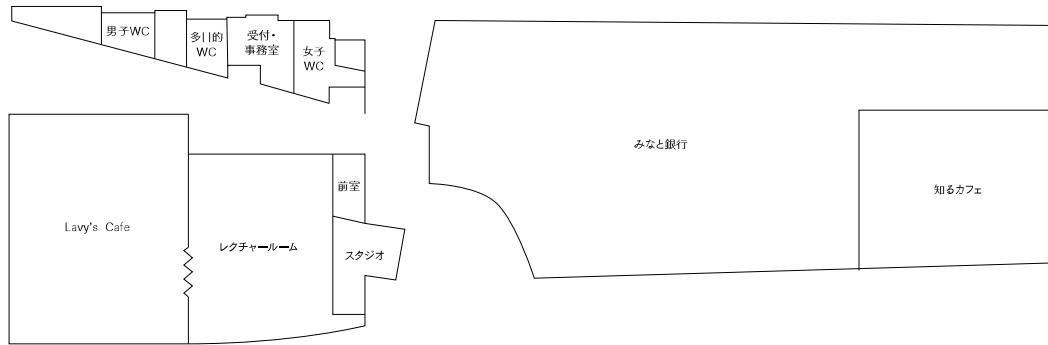 男子WC
多目的
WC
受付・
事務室
女子
WC
みなと銀行
前室
知るカフェ
Lavy's Cafe
レクチャールーム
スタジオ